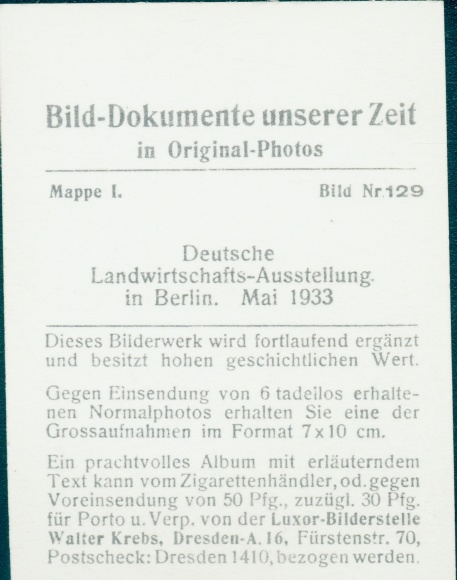 Bild-Dokumente unserer Zeit
in Original-Photos
Mappe I. Bild Nr.129
Deutsche
Landwirtschafts-Ausstellung.
in Berlin. Mai 1933
Dieses Bilderwerk wird fortlaufend ergänzt
und besitzt hohen geschichtlichen Wert.
Gegen Einsendung von 6 tadellos erhalte-
nen Normalphotos erhalten Sie eine der
Grossaufnahmen im Format 7x10 cm.
Ein prachtvolles Album mit erläuterndem
Text kann vom Zigarettenhändler, od. gegen
Voreinsendung von 50 Pfg., zuzügl. 30 Pfg.
für Porto u. Verp. von der Luxor-Bilderstelle
Walter Krebs, Dresden-A. 16, Fürstenstr. 70,
Postscheck: Dresden 1410, bezogen werden.